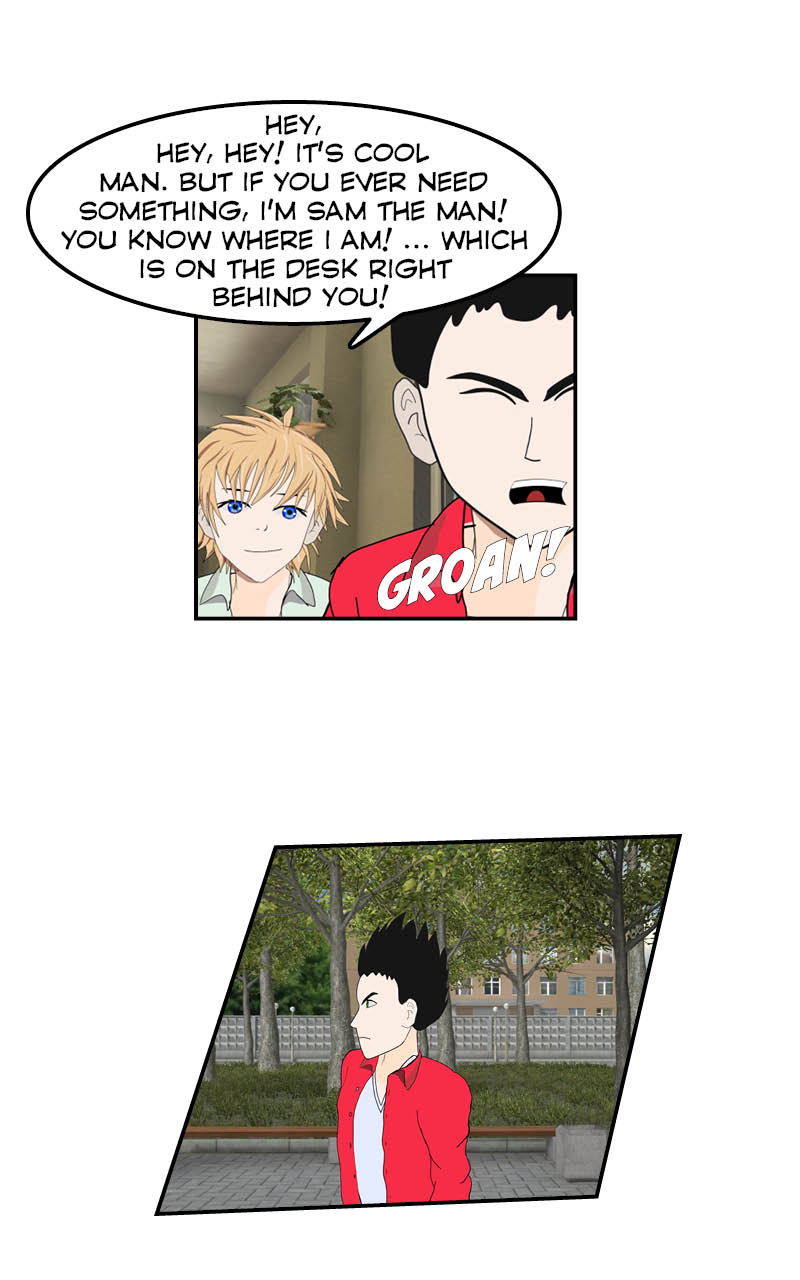 HEY,
HEY, HEY! IT'S COOL
MAN. BUT IF YOU EVER NEED
SOMETHING, I'M SAM THE MAN!
YOU KNOW WHERE I AM! ... WHICH
IS ON THE DESK RIGHT
BEHIND YOU!
GROAN!